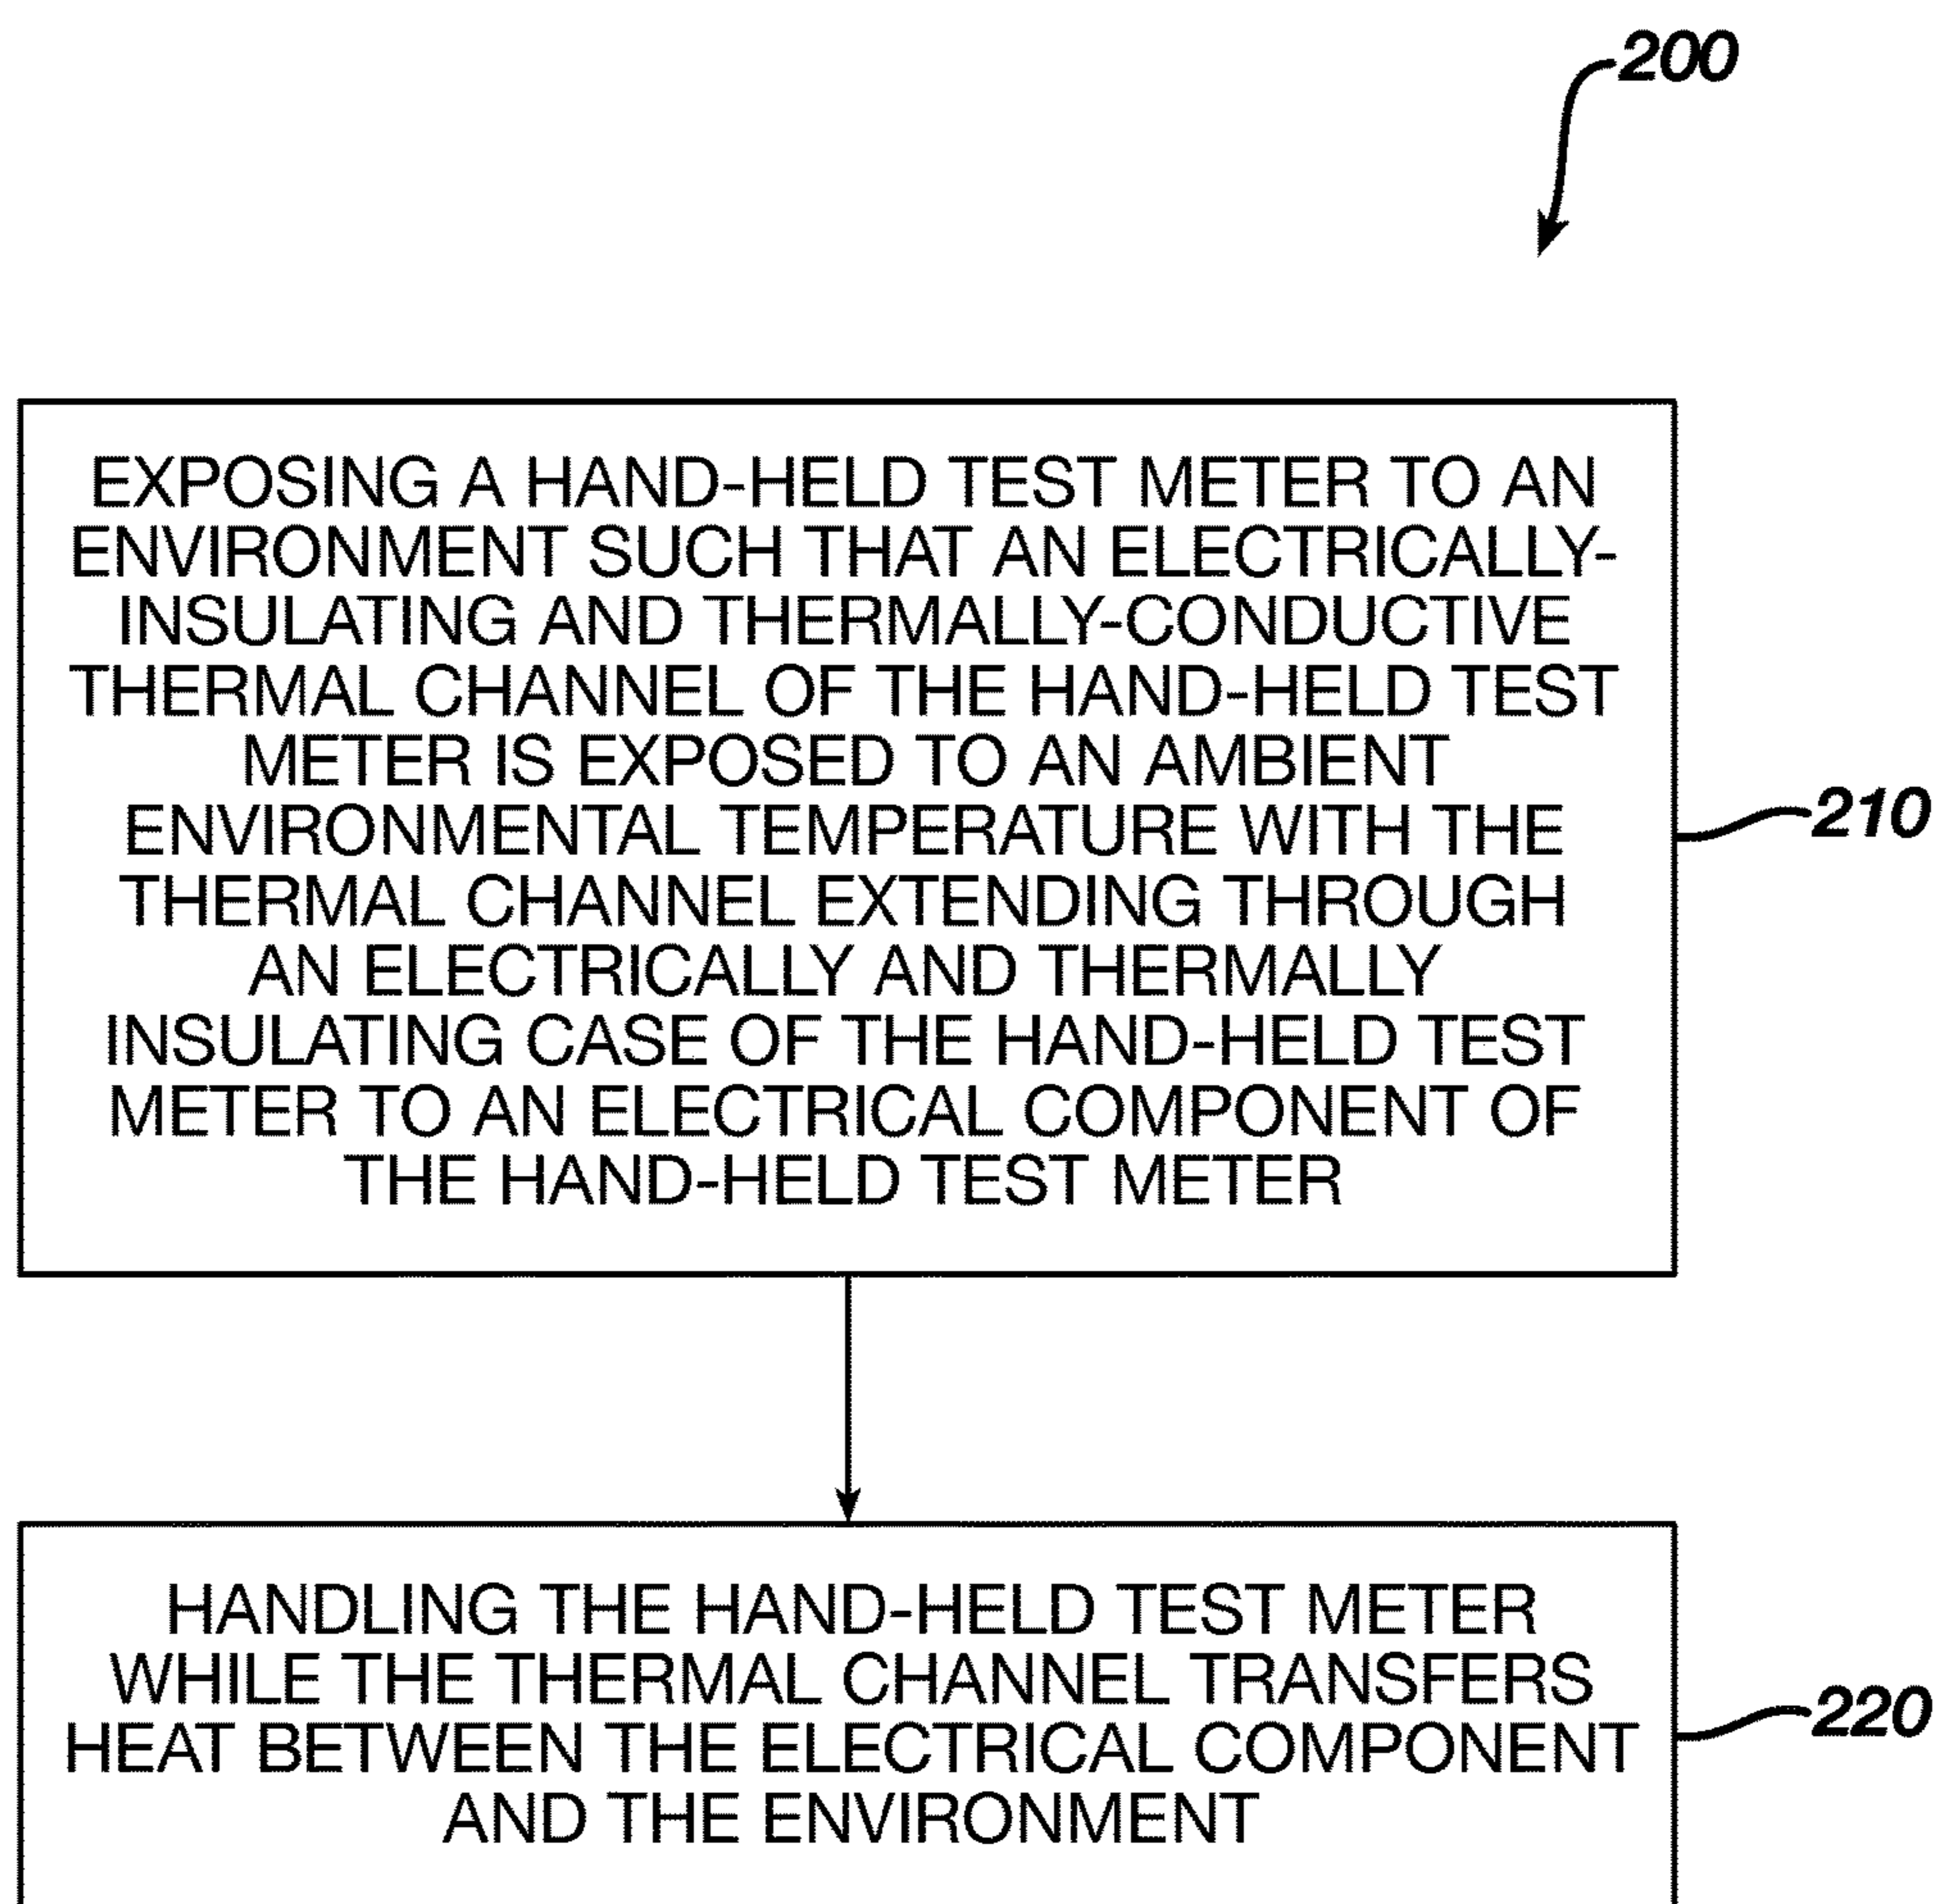 200
EXPOSING A HAND-HELD TEST METER TO AN
ENVIRONMENT SUCH THAT AN ELECTRICALLY-
INSULATING AND THERMALLY-CONDUCTIVE
THERMAL CHANNEL OF THE HAND-HELD TEST
METER IS EXPOSED TO AN AMBIENT
ENVIRONMENTAL TEMPERATURE WITH THE
THERMAL CHANNEL EXTENDING THROUGH
AN ELECTRICALLY AND THERMALLY
INSULATING CASE OF THE HAND-HELD TEST
METER TO AN ELECTRICAL COMPONENT OF
THE HAND-HELD TEST METER
210
HANDLING THE HAND-HELD TEST METER
WHILE THE THERMAL CHANNEL TRANSFERS
HEAT BETWEEN THE ELECTRICAL COMPONENT
AND THE ENVIRONMENT
220